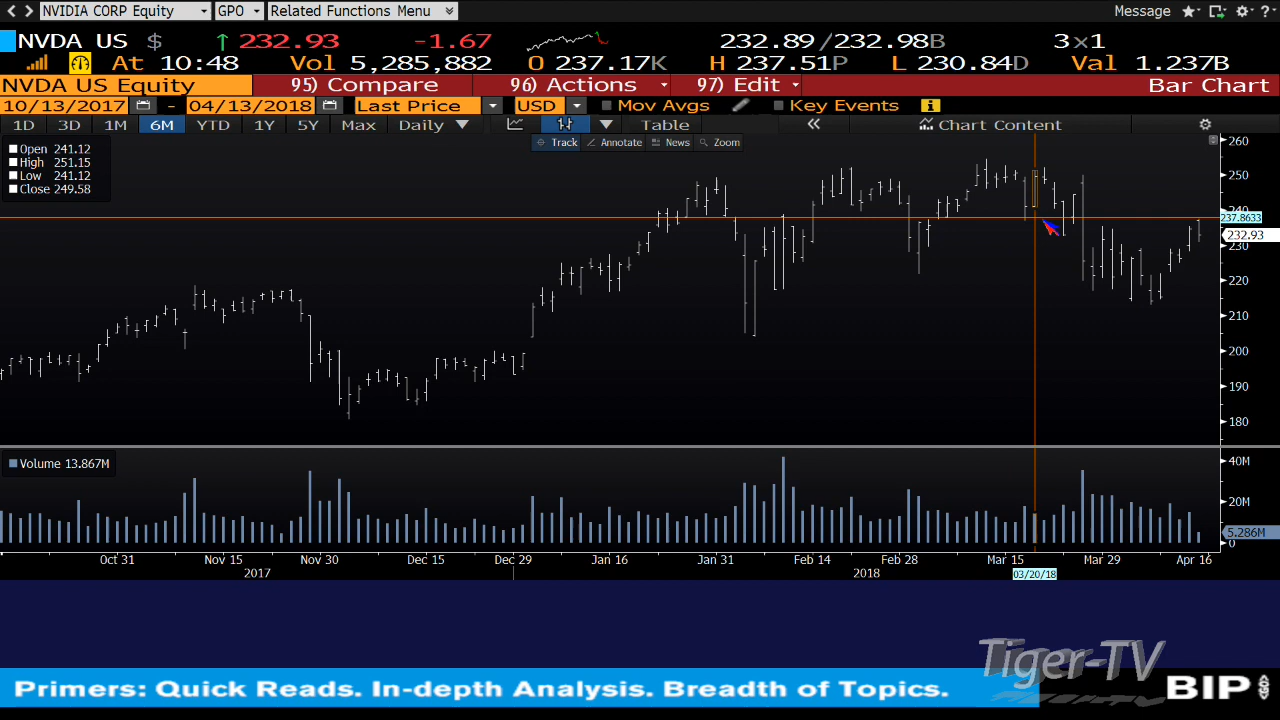 NVIDIA CORP Equity GPO Related Functions Menu Message ?
NVDA US $ ↑ 232.93 -1.67 232.89/232.98B 3×1
At 10:48 Vol 5,285,882 O 237.17K H 237.51P L 230.84D Val 1.237B
NVDA US Equity 95) Compare 96) Actions 97) Edit Bar Chart
10/13/2017 - 04/13/2018 Last Price USD Mov Avgs Key Events i
1D 3D 1M 6M YTD 1Y 5Y Max Daily Table « Chart Content
Track Annotate News Zoom
Open 241.12
High 251.15
Low 241.12
Close 249.58
260
250
240
237.8633
232.93
230
220
210
200
190
180
Volume 13.867M
40M
20M
5.286M
0
Oct 31 Nov 15 Nov 30 Dec 15 Dec 29 Jan 16 Jan 31 Feb 14 Feb 28 Mar 15 Mar 29 Apr 16
2017 2018 03/20/18
Tiger-TV
Primers: Quick Reads. In-depth Analysis. Breadth of Topics. BIP